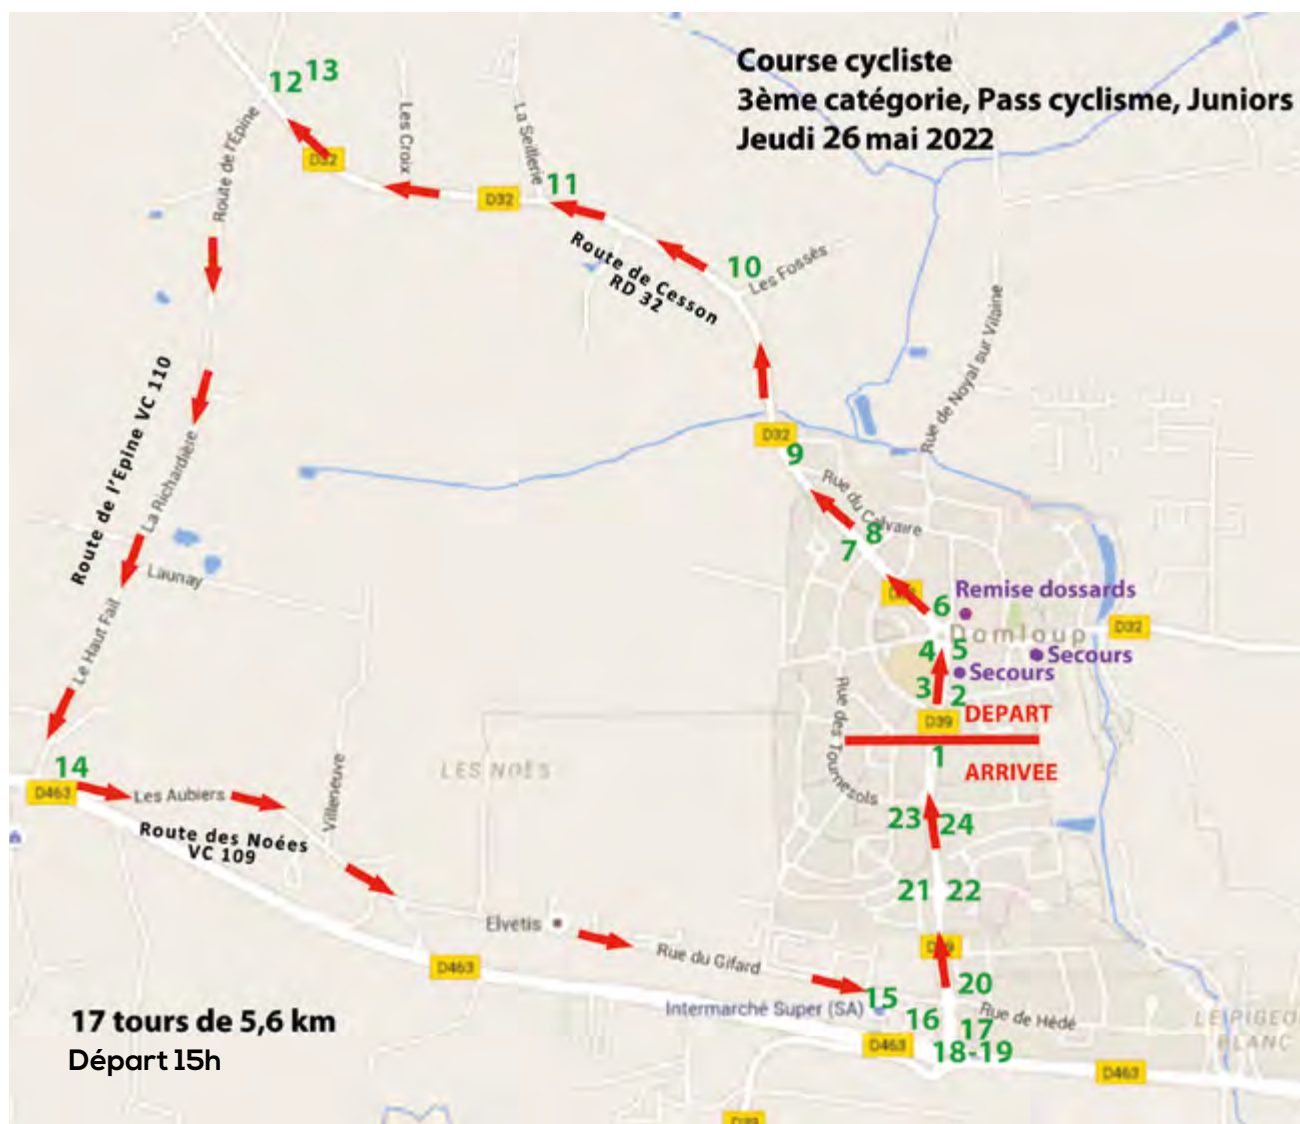 Course cycliste
3ème catégorie, Pass cyclisme, Juniors
Jeudi 26 mai 2022
12
13
Route de l'Epine
D32
Les Croix
La Seillerie
D32
11
Route de Cesson
RD 32
10
Les Fossés
Rue de Noyal sur Vilaine
Route de l'Epine VC 110
La Richardière
D32
9
Rue du Calvaire
8
7
Launay
Le Haut Fail
6
Remise dossards
Domloup
D32
4
5
Secours
Secours
3
2
Rue des Tournesols
D39
DEPART
1
ARRIVEE
14
D463
Les Aubiers
Villeneuve
LES NOËS
Route des Noées
VC 109
23
24
21
22
Elvetis
Rue du Gifard
D463
20
15
Intermarché Super (SA)
16
17
Rue de Hédé
18-19
D463
D463
LE PIGEO
BLANC
17 tours de 5,6 km
Départ 15h
D39